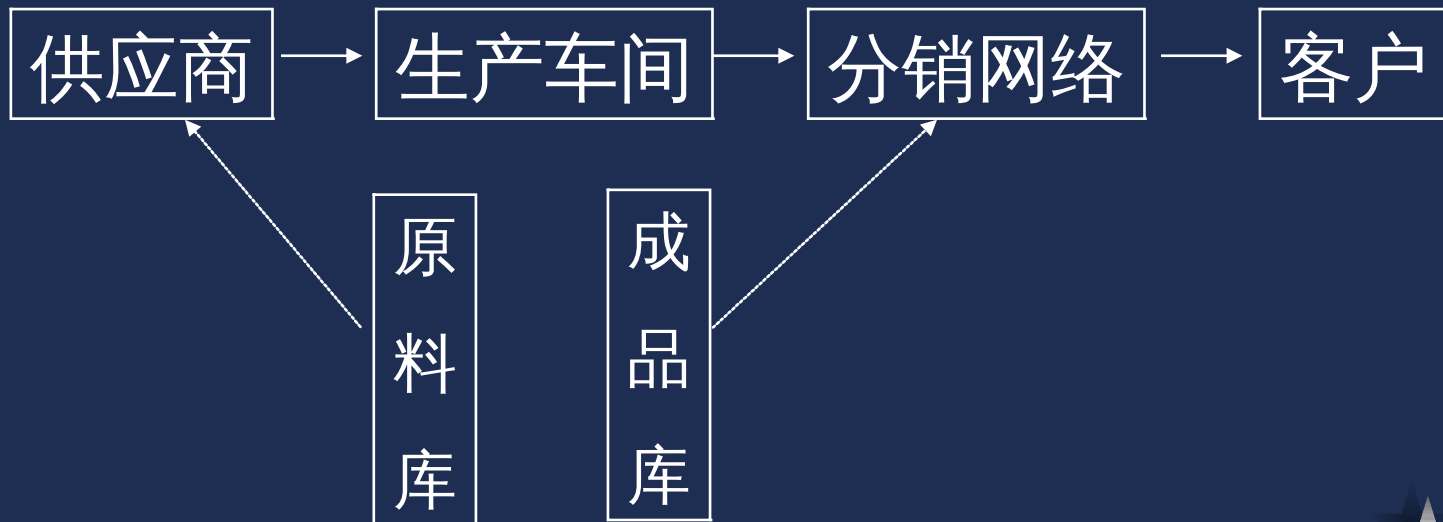 供应商
生产车间
分销网络
客户
原料库
成品库